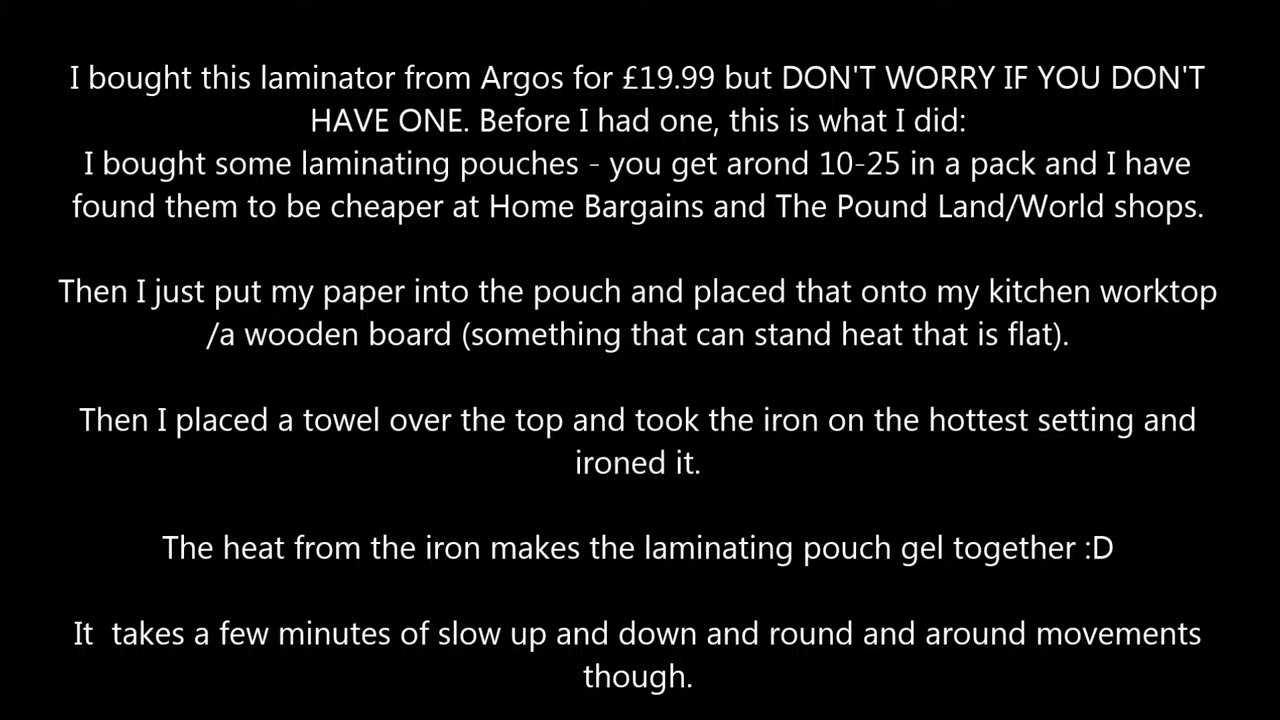 I bought this laminator from Argos for £19.99 but DON'T WORRY IF YOU DON'T
HAVE ONE. Before I had one, this is what I did:
I bought some laminating pouches - you get arond 10-25 in a pack and I have
found them to be cheaper at Home Bargains and The Pound Land/World shops.
Then I just put my paper into the pouch and placed that onto my kitchen worktop
/a wooden board (something that can stand heat that is flat).
Then I placed a towel over the top and took the iron on the hottest setting and
ironed it.
The heat from the iron makes the laminating pouch gel together :D
It  takes a few minutes of slow up and down and round and around movements
though.